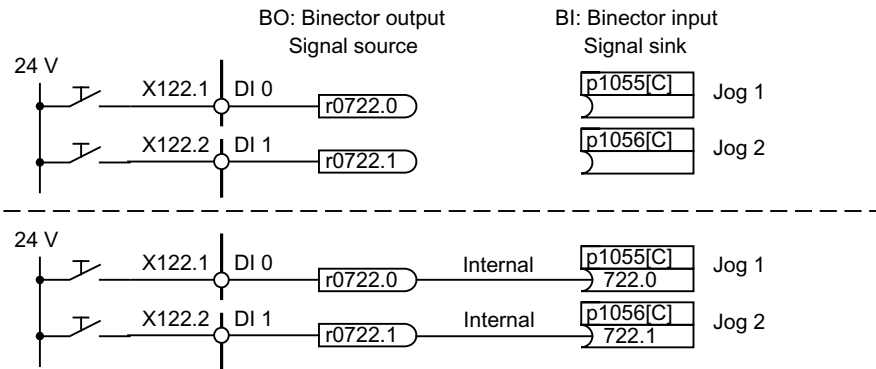 BO: Binector output BI: Binector input
Signal source Signal sink
24 V
X122.1 DI 0 r0722.0 p1055[C] Jog 1
X122.2 DI 1 r0722.1 p1056[C] Jog 2
24 V
X122.1 DI 0 r0722.0 Internal p1055[C] 722.0 Jog 1
X122.2 DI 1 r0722.1 Internal p1056[C] 722.1 Jog 2